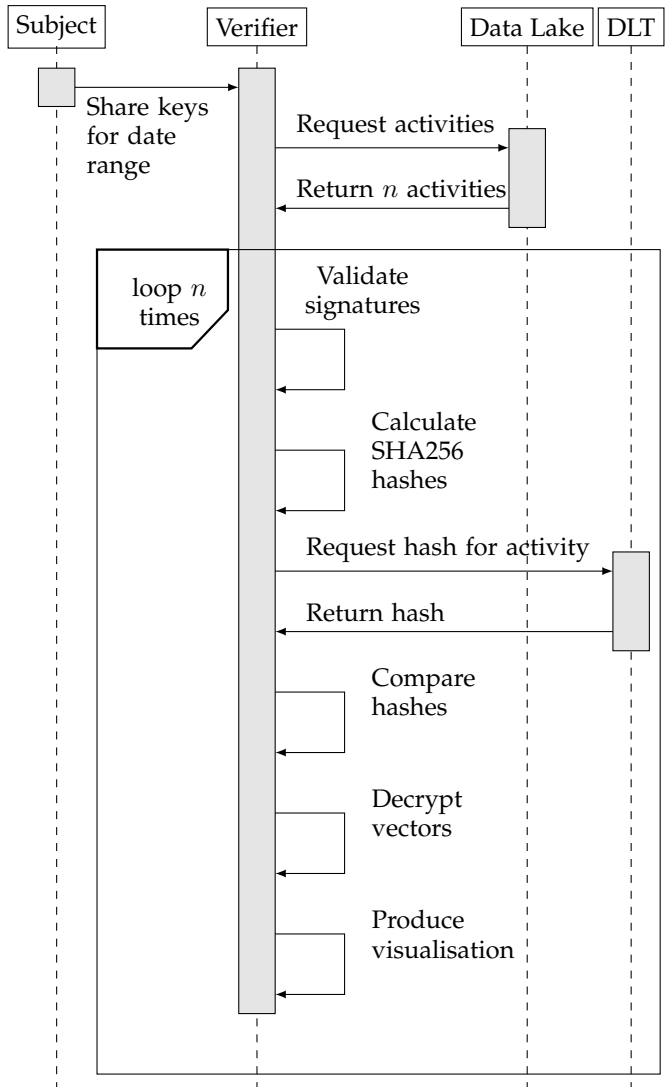 Subject
Verifier
Data Lake
DLT
Share keys
for date
range
Request activities
Return n activities
loop n
times
Validate
signatures
Calculate
SHA256
hashes
Request hash for activity
Return hash
Compare
hashes
Decrypt
vectors
Produce
visualisation